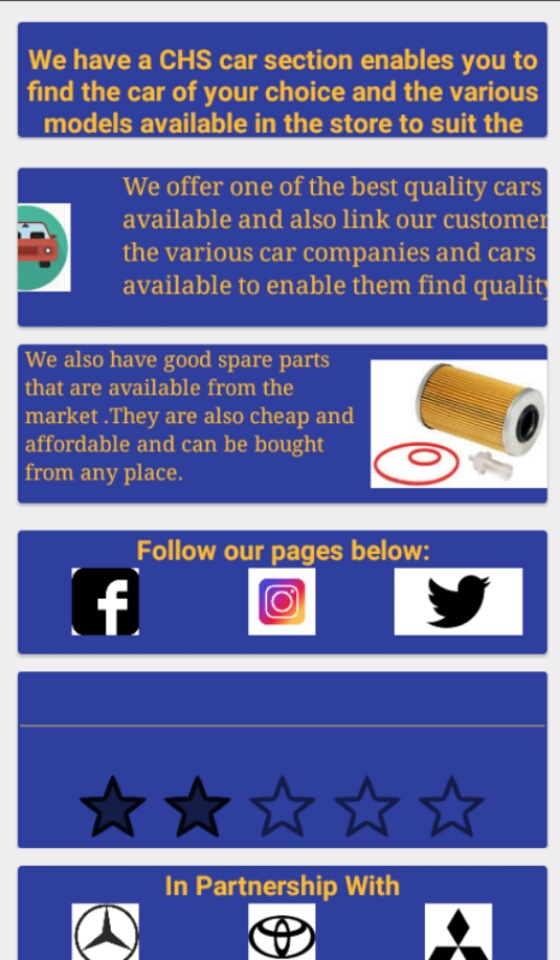 We have a CHS car section enables you to
find the car of your choice and the various
models available in the store to suit the
We offer one of the best quality cars
available and also link our customer
the various car companies and cars
available to enable them find quality
We also have good spare parts
that are available from the
market .They are also cheap and
affordable and can be bought
from any place.
Follow our pages below:
In Partnership With